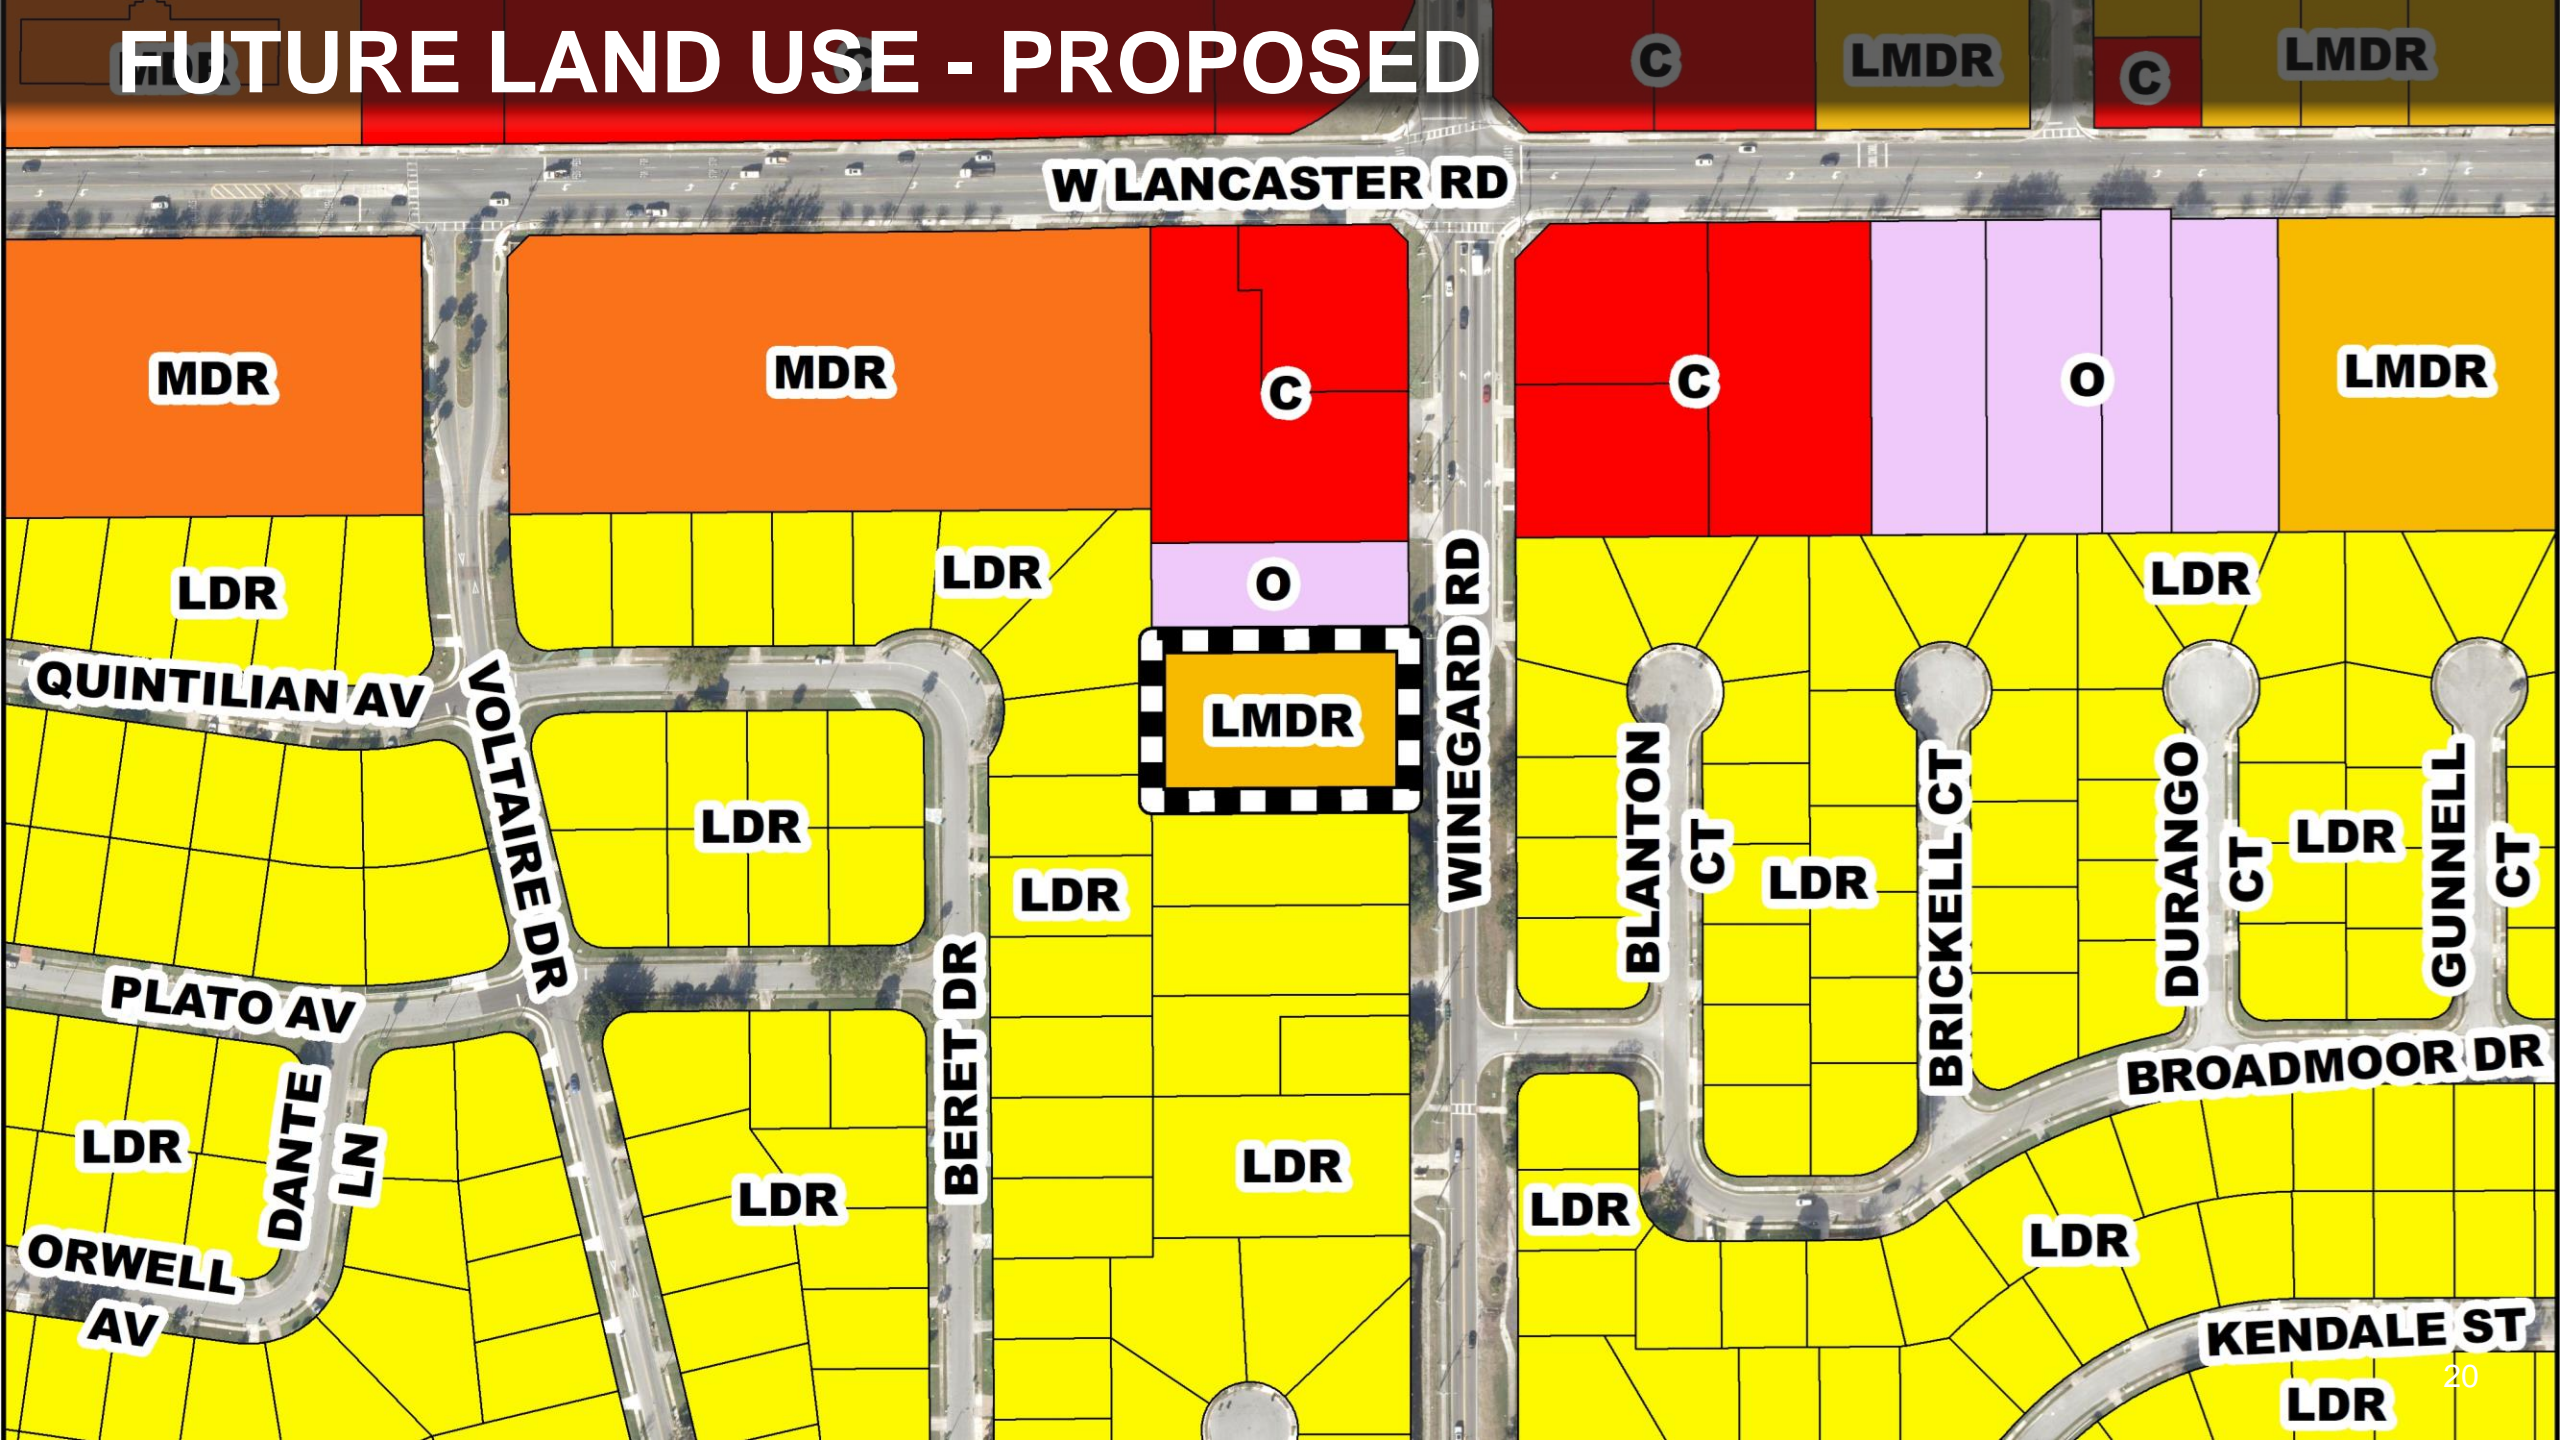 FUTURE LAND USE - PROPOSED
MDR
C
C
LMDR
C
LMDR
W LANCASTER RD
MDR
MDR
C
C
O
LMDR
LDR
LDR
O
LDR
QUINTILIAN AV
VOLTAIRE DR
LMDR
WINEGARD RD
BLANTON
CT
BRICKELL CT
DURANGO
CT
GUNNELL
CT
LDR
LDR
LDR
LDR
PLATO AV
BERET DR
BROADMOOR DR
DANTE
LN
LDR
LDR
LDR
LDR
LDR
ORWELL
AV
KENDALE ST
20
LDR